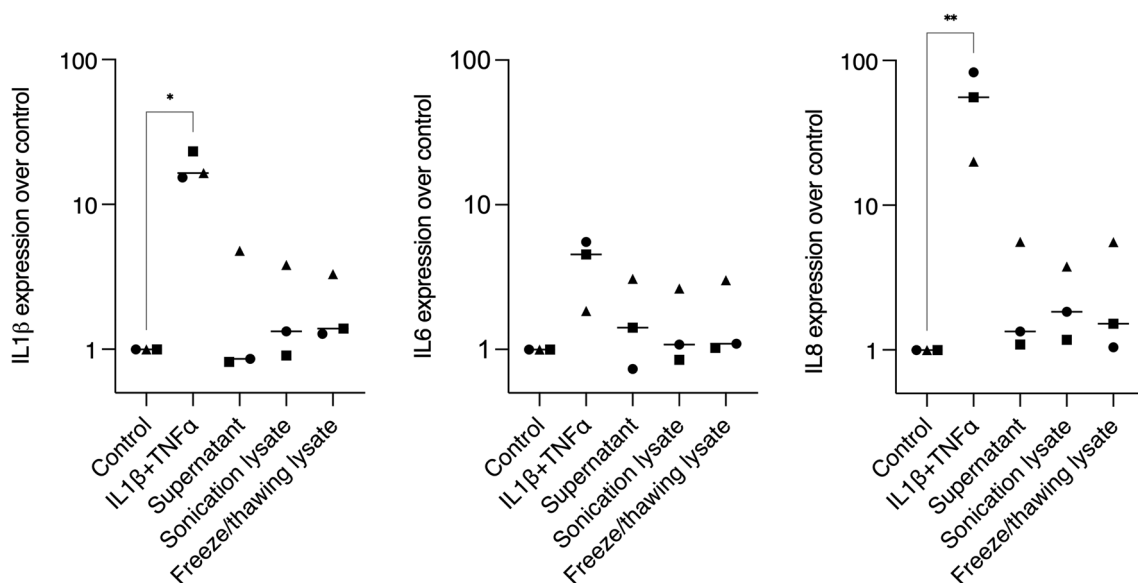 IL1β expression over control
100
10
1
*
Control
IL1β+TNFα
Supernatant
Sonication lysate
Freeze/thawing lysate
IL6 expression over control
100
10
1
Control
IL1β+TNFα
Supernatant
Sonication lysate
Freeze/thawing lysate
IL8 expression over control
100
10
1
**
Control
IL1β+TNFα
Supernatant
Sonication lysate
Freeze/thawing lysate